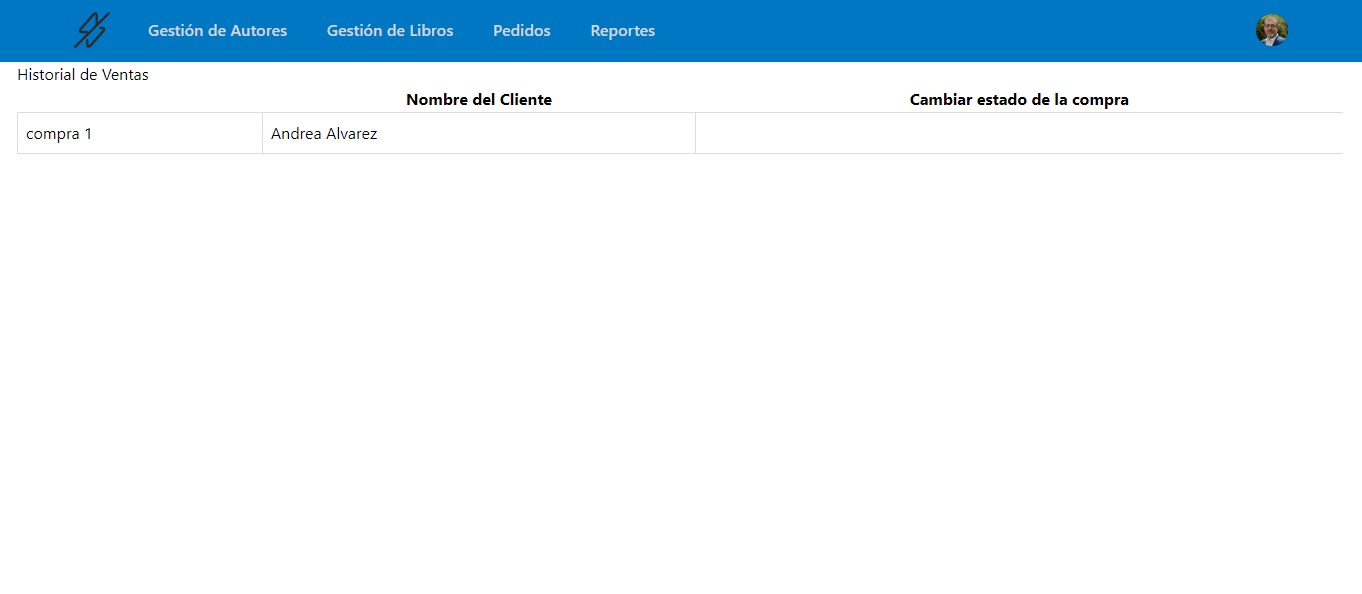 Gestión de Autores Gestión de Libros Pedidos Reportes
Historial de Ventas
Nombre del Cliente Cambiar estado de la compra
compra 1 Andrea Alvarez